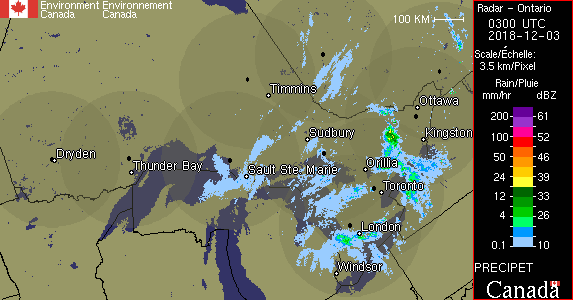 Environment Environnement
Canada Canada
100 KM
Timmins
Ottawa
Sudbury
Kingston
Dryden
Thunder Bay
Sault Ste. Marie
Orillia
Toronto
London
Windsor
Radar - Ontario
0300 UTC
2018-12-03
Scale/Échelle:
3.5 km/Pixel
Rain/Pluie
mm/hr dBZ
200 61
100 52
50 46
24 39
12 33
4 26
0.1 10
PRECIPET
Canada